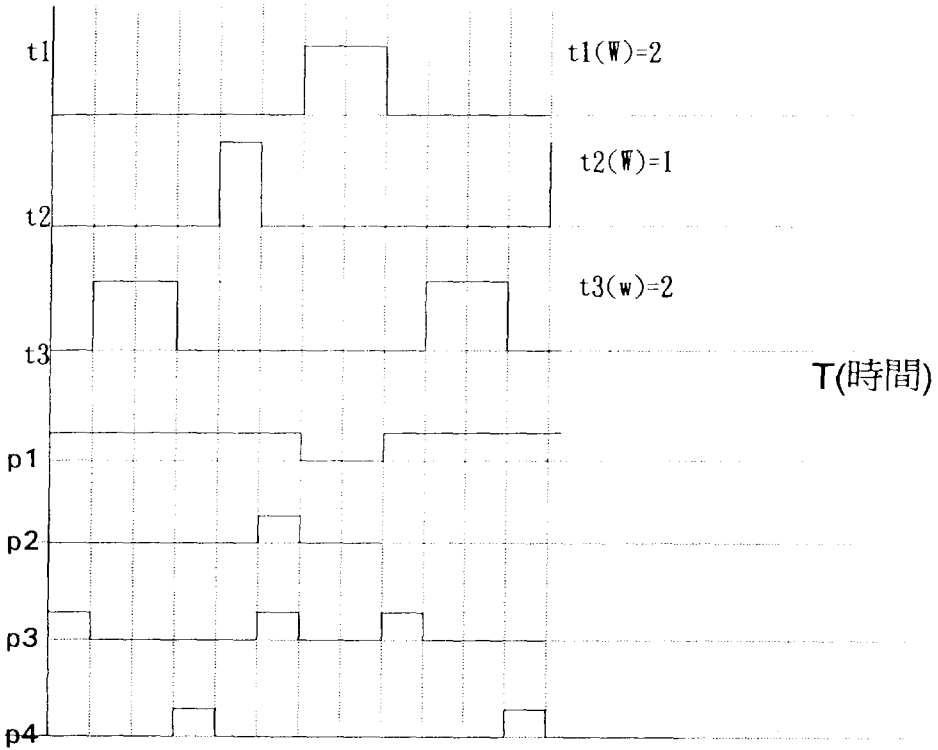 t1
t1(W)=2
t2(W)=1
t2
t3(w)=2
t3
T(時間)
p1
p2
p3
p4